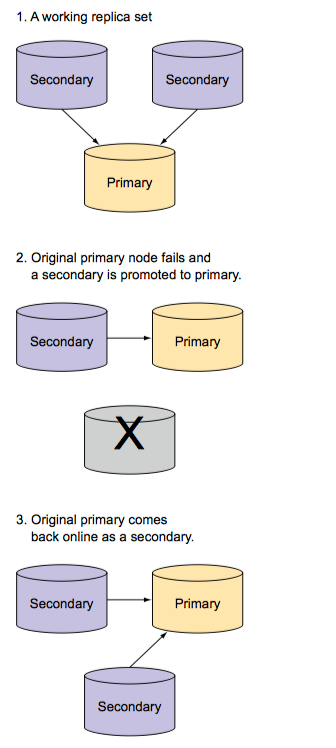 1. A working replica set
Secondary
Secondary
Primary
2. Original primary node fails and
a secondary is promoted to primary.
Secondary
Primary
X
3. Original primary comes
back online as a secondary.
Secondary
Primary
Secondary